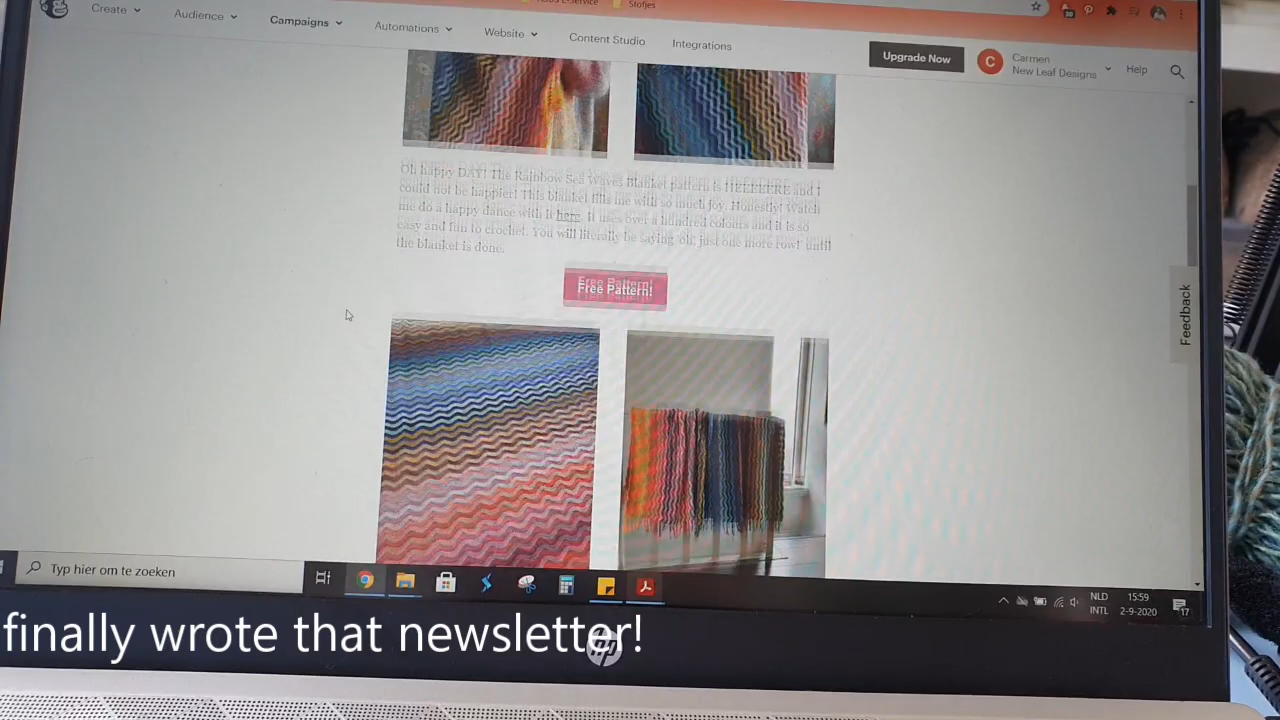 Stofjes
Create
Audience
Campaigns
Automations
Website
Content Studio
Integrations
Upgrade Now
C
Carmen
New Leaf Designs
Help
Oh happy DAY! The Rainbow Sea Waves Blanket pattern is HEEEEERE and I
could not be happier! This blanket fills me with so much joy. Honestly! Watch
me do a happy dance with it here. It uses over a hundred colours and it is so
easy and fun to crochet. You will literally be saying 'oh, just one more row!' until
the blanket is done.
Free Pattern!
Feedback
Typ hier om te zoeken
NLD
INTL
15:59
2-9-2020
17
finally wrote that newsletter!
hp